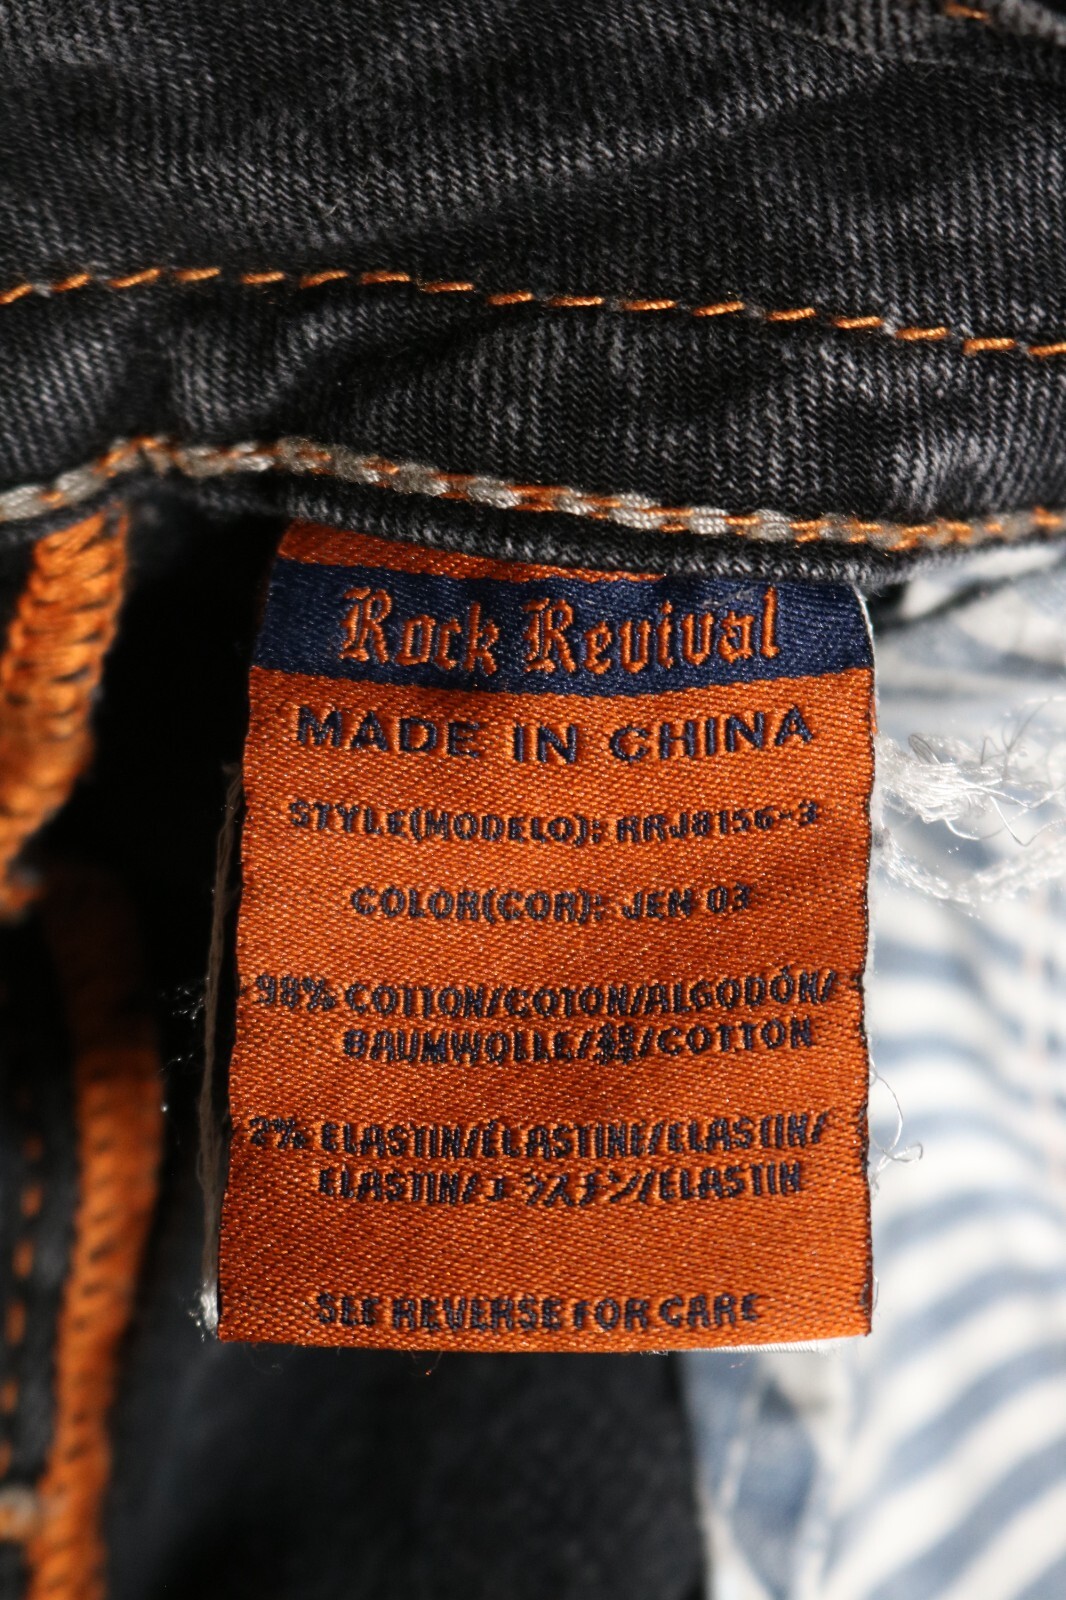 Rock Revival
MADE IN CHINA
STYLE(MODELO): RRJ8156-3
COLOR(COR): JEN 03
98% COTTON/COTON/ALGODÓN/
BAUMWOLLE/綿/COTTON
2% ELASTIN/ÉLASTINE/ELASTIN/
ELASTIN/エラスチン/ELASTIN
SEE REVERSE FOR CARE